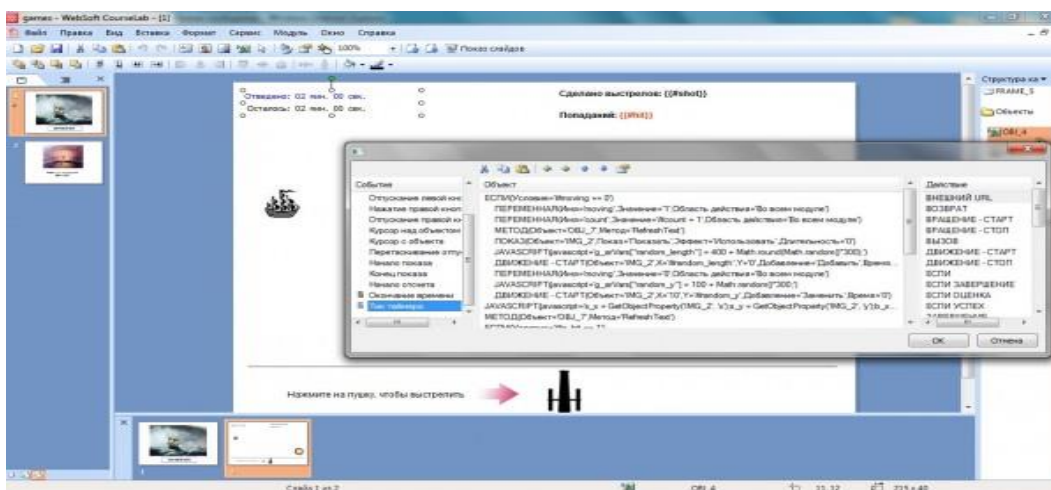 games - WebSoft CourseLab - [1]
Файл Правка Вид Вставка Формат Сервис Модуль Окно Справка
100% Показ слайдов
Структура ка
FRAME_5
Объекты
OBJ_4
Отведено: 02 мин. 00 сек.
Осталось: 02 мин. 00 сек.
Сделано выстрелов: {{#shot}}
Попаданий: {{#hit}}
Событие
Отпускание левой кно
Нажатие правой кноп
Отпускание правой кн
Курсор над объектом
Курсор с объекта
Перетаскивание отпу
Начало показа
Конец показа
Начало отсчета
Окончание времени
Тик таймера
Объект
ЕСЛИ(Условие='#moving == 0')
ПЕРЕМЕННАЯ(Имя='moving',Значение='1',Область действия='Во всем модуле')
ПЕРЕМЕННАЯ(Имя='count',Значение='#count + 1',Область действия='Во всем модуле')
МЕТОД(Объект='OBJ_7',Метод='RefreshText')
ПОКАЗ(Объект='IMG_2',Показ='Показать',Эффект='Использовать',Длительность='0')
JAVASCRIPT(javascript='g_arVars["random_length"] = 400 + Math.round(Math.random()*300);')
ДВИЖЕНИЕ - СТАРТ(Объект='IMG_2',X='#random_length',Y='0',Добавление='Добавить',Время...
ПЕРЕМЕННАЯ(Имя='moving',Значение='0',Область действия='Во всем модуле')
JAVASCRIPT(javascript='g_arVars["random_y"] = 100 + Math.random()*300;')
ДВИЖЕНИЕ - СТАРТ(Объект='IMG_2',X='10',Y='#random_y',Добавление='Заменить',Время='0')
JAVASCRIPT(javascript='s_x = GetObjectProperty('IMG_2', 'x');s_y = GetObjectProperty('IMG_2', 'y');b_x...
МЕТОД(Объект='OBJ_7',Метод='RefreshText')
Действие
ВНЕШНИЙ URL
ВОЗВРАТ
ВРАЩЕНИЕ - СТАРТ
ВРАЩЕНИЕ - СТОП
ВЫЗОВ
ДВИЖЕНИЕ - СТАРТ
ДВИЖЕНИЕ - СТОП
ЕСЛИ
ЕСЛИ ЗАВЕРШЕНИЕ
ЕСЛИ ОЦЕНКА
ЕСЛИ УСПЕХ
OK Отмена
Нажмите на пушку, чтобы выстрелить
Слайд 1 из 2 OBJ_4 11, 12 215 x 40